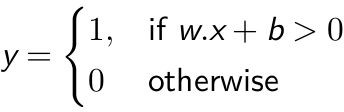 y = { 1, if w.x + b > 0
0 otherwise